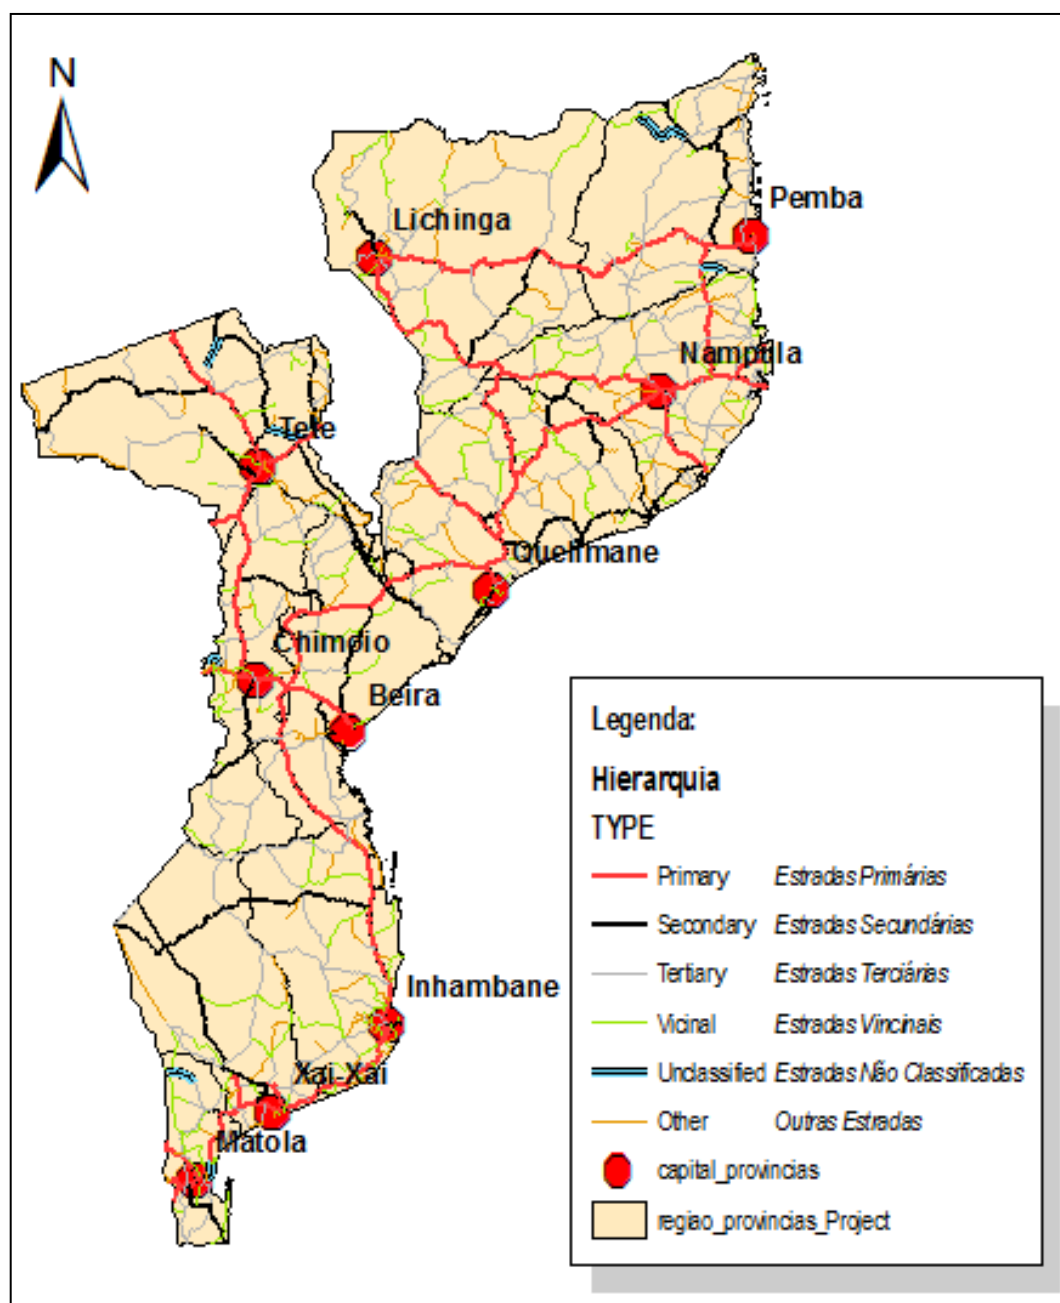 N
Pemba
Lichinga
Nampula
Tete
Quelimane
Chimoio
Beira
Inhambane
Xai-Xai
Matola
Legenda:
Hierarquia
TYPE
Primary Estradas Primárias
Secondary Estradas Secundárias
Tertiary Estradas Terciárias
Vicinal Estradas Vincinais
Unclassified Estradas Não Classificadas
Other Outras Estradas
capital_provincias
regiao_provincias_Project